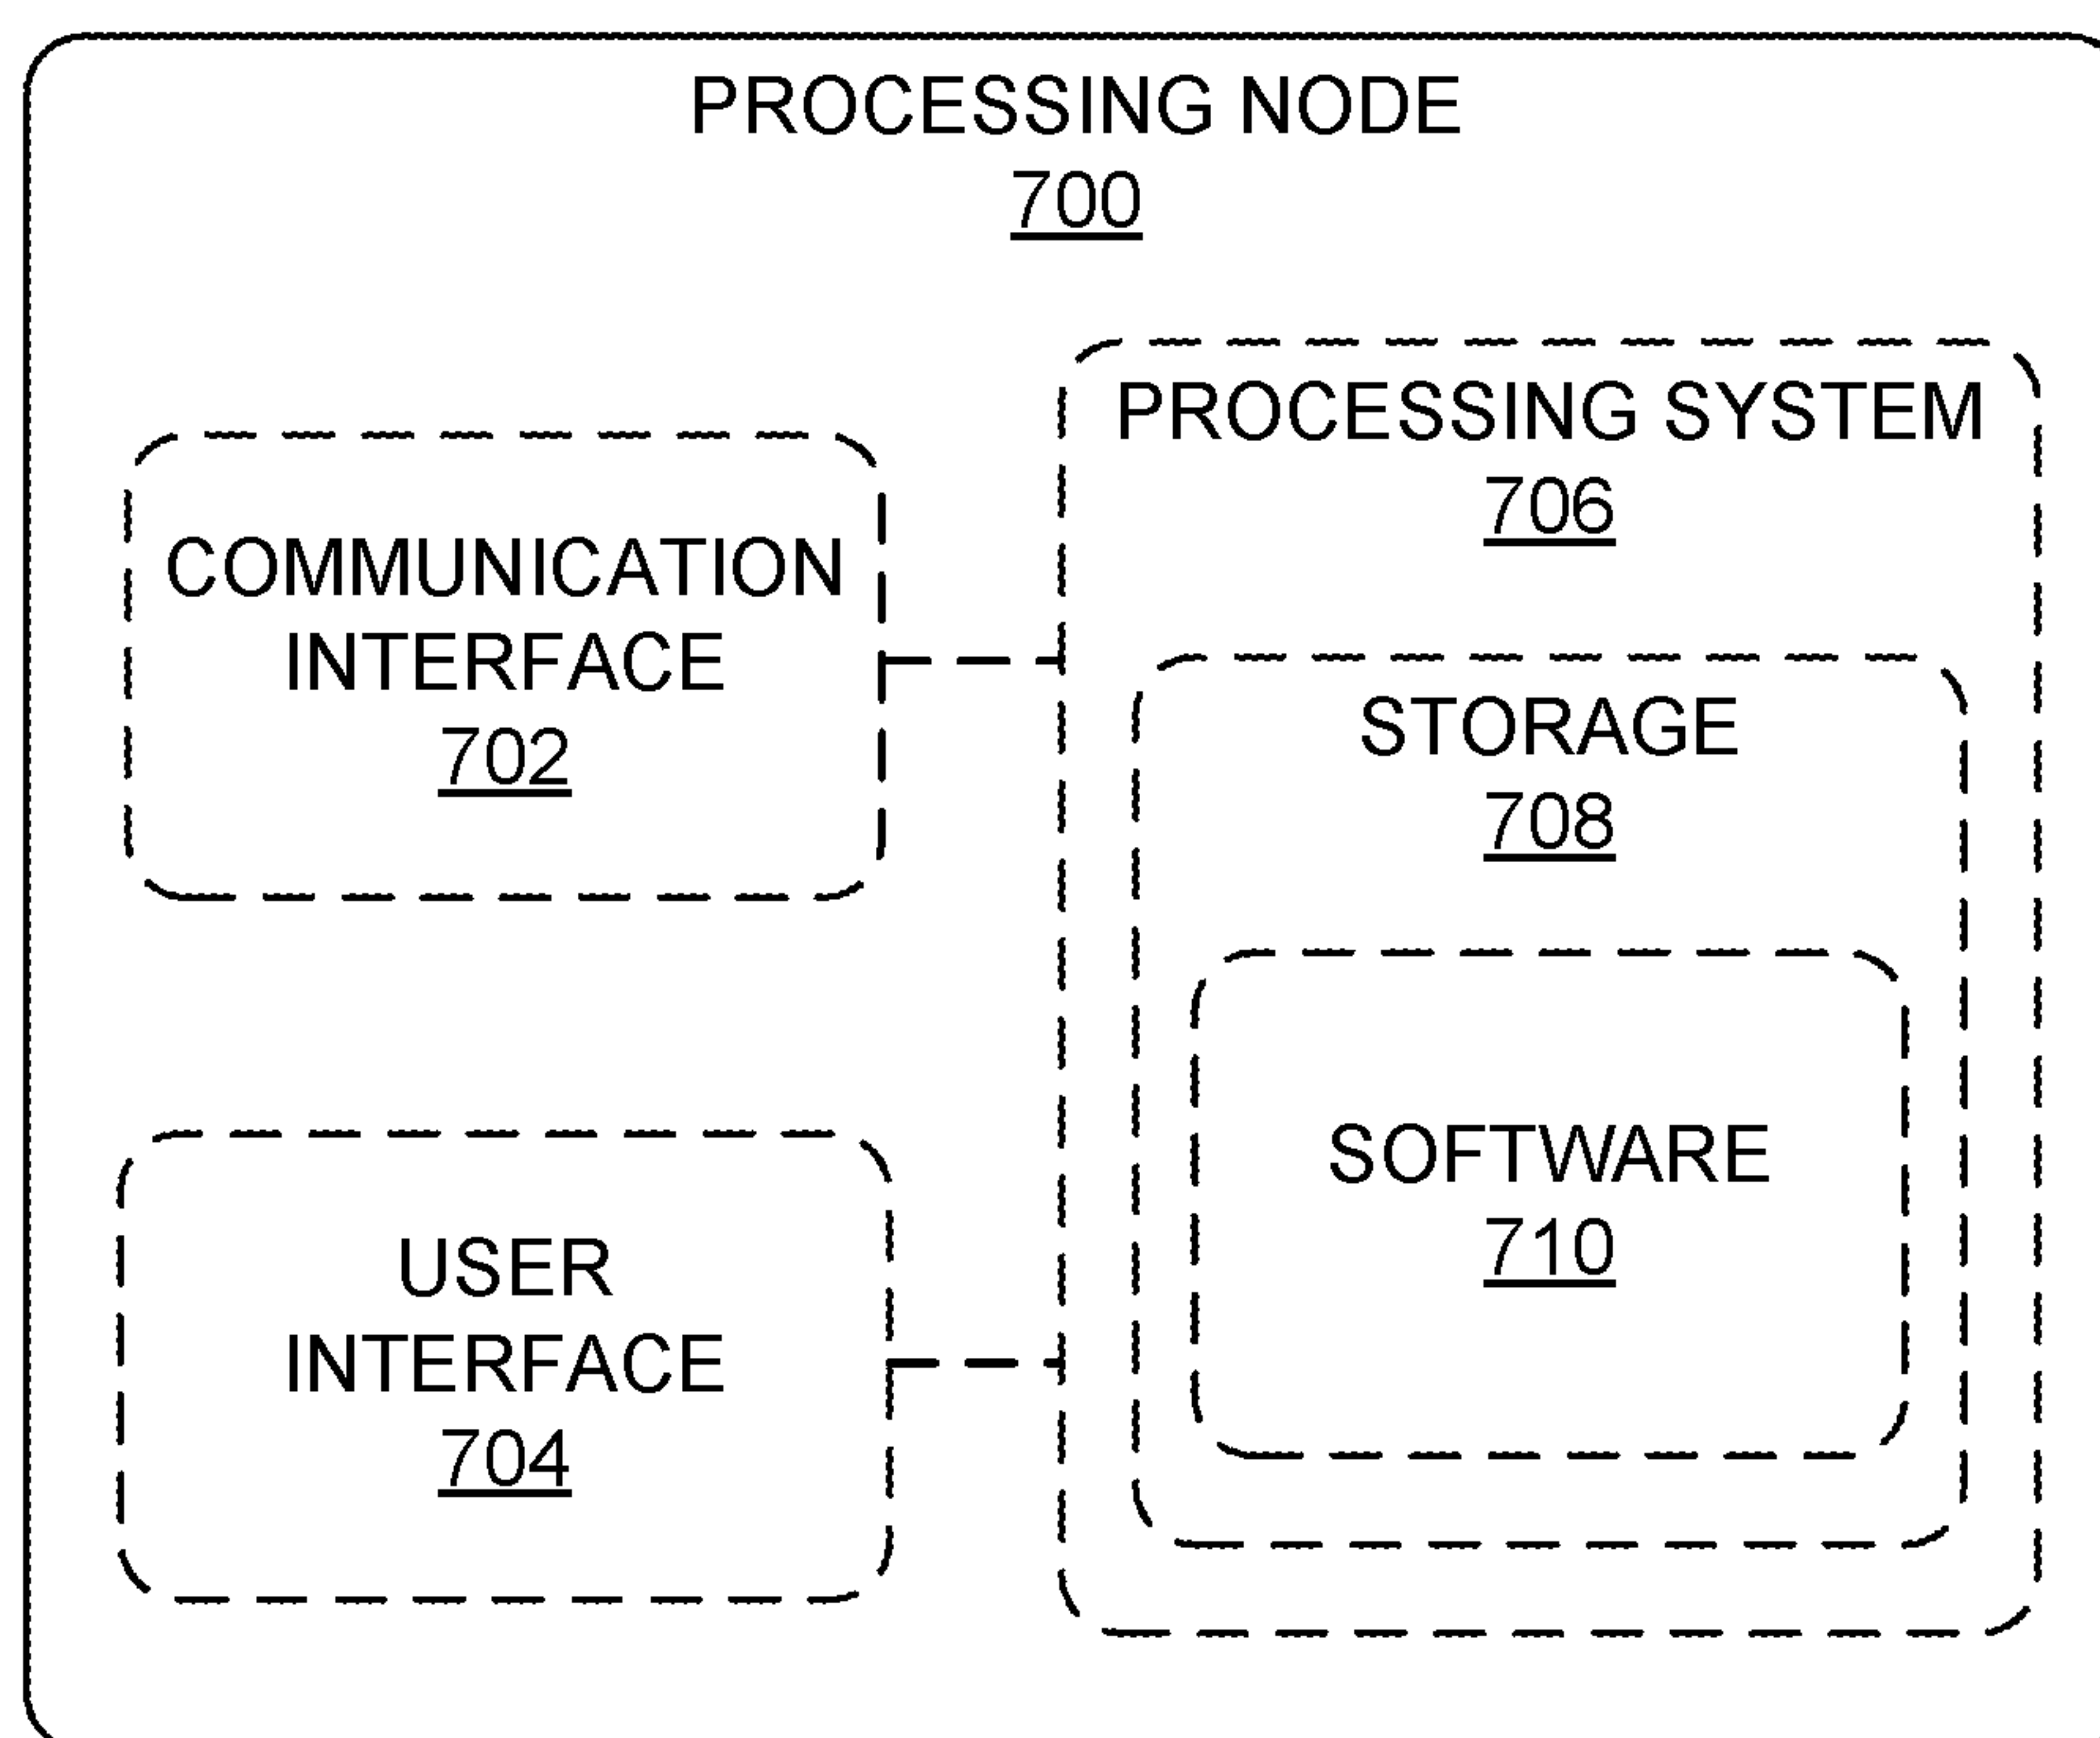 PROCESSING NODE
700
COMMUNICATION
INTERFACE
702
USER
INTERFACE
704
PROCESSING SYSTEM
706
STORAGE
708
SOFTWARE
710